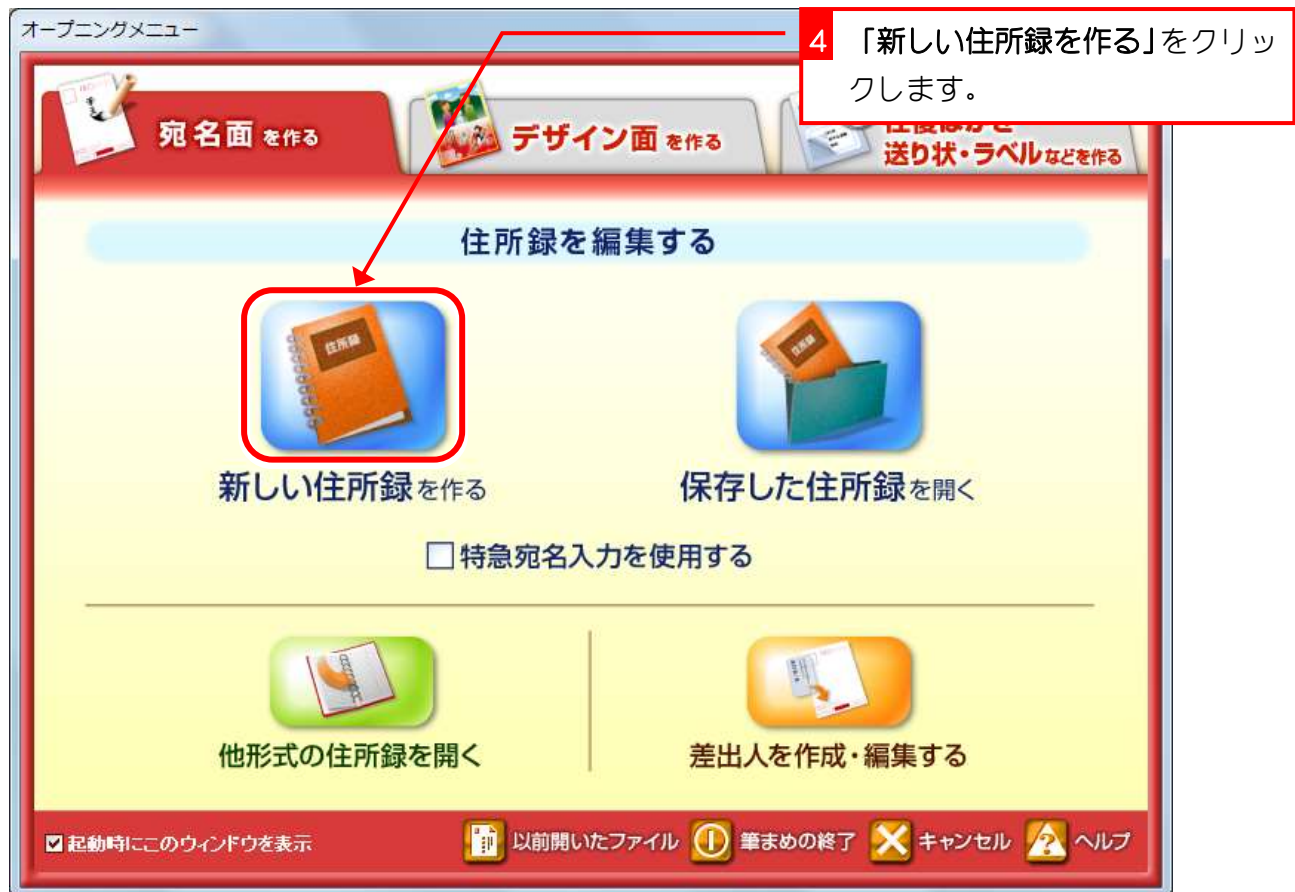 オープニングメニュー
4 「新しい住所録を作る」をクリッ
クします。
宛名面 を作る
デザイン面 を作る
送り状・ラベルなどを作る
住所録を編集する
住所録
住所録
新しい住所録を作る
保存した住所録を開く
特急宛名入力を使用する
他形式の住所録を開く
差出人を作成・編集する
起動時にこのウィンドウを表示
以前開いたファイル
筆まめの終了
キャンセル
ヘルプ